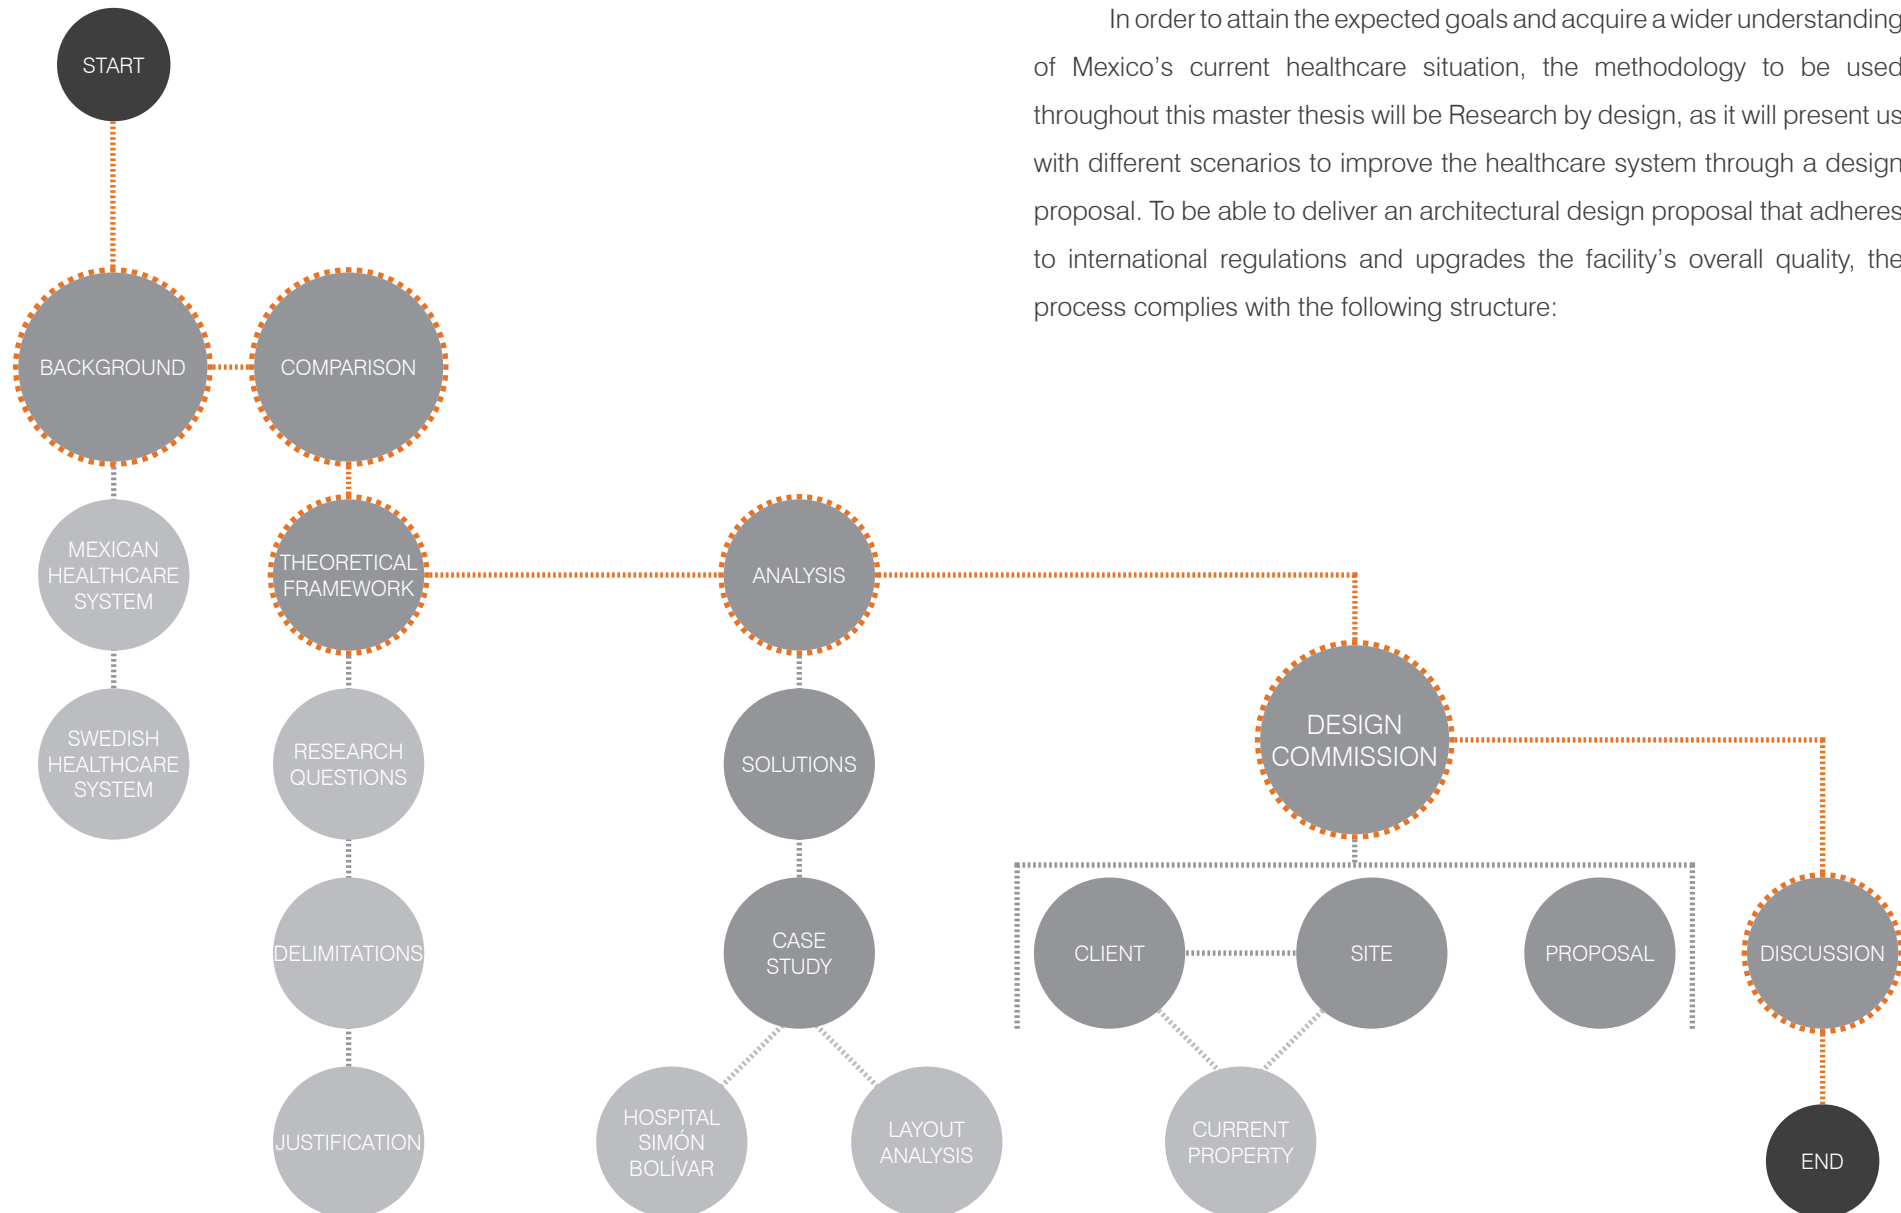 In order to attain the expected goals and acquire a wider understanding
of Mexico’s current healthcare situation, the methodology to be used
throughout this master thesis will be Research by design, as it will present us
with different scenarios to improve the healthcare system through a design
proposal. To be able to deliver an architectural design proposal that adheres
to international regulations and upgrades the facility’s overall quality, the
process complies with the following structure:
START
BACKGROUND
COMPARISON
MEXICAN
HEALTHCARE
SYSTEM
SWEDISH
HEALTHCARE
SYSTEM
THEORETICAL
FRAMEWORK
RESEARCH
QUESTIONS
DELIMITATIONS
JUSTIFICATION
ANALYSIS
SOLUTIONS
CASE
STUDY
HOSPITAL
SIMÓN
BOLÍVAR
LAYOUT
ANALYSIS
DESIGN
COMMISSION
CLIENT
SITE
PROPOSAL
CURRENT
PROPERTY
DISCUSSION
END